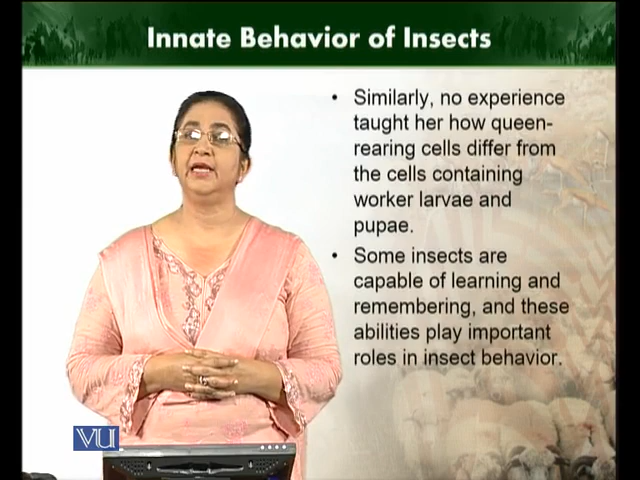 Innate Behavior of Insects
• Similarly, no experience
taught her how queen-
rearing cells differ from
the cells containing
worker larvae and
pupae.
• Some insects are
capable of learning and
remembering, and these
abilities play important
roles in insect behavior.
VU